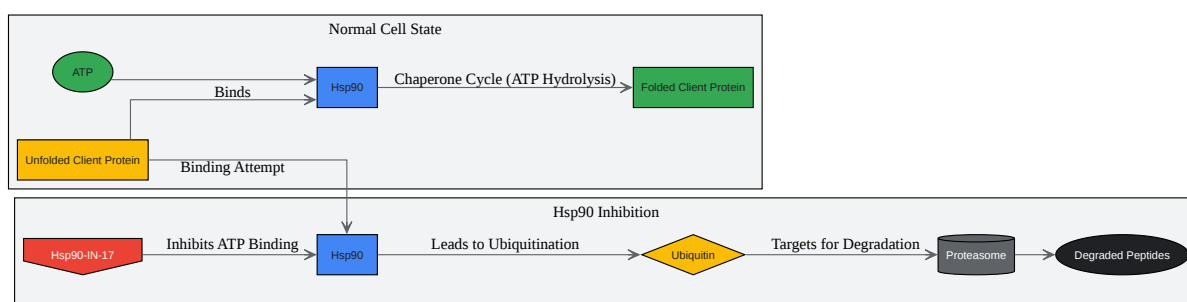 Normal Cell State
ATP
Hsp90
Chaperone Cycle (ATP Hydrolysis)
Folded Client Protein
Binds
Unfolded Client Protein
Binding Attempt
Hsp90 Inhibition
Hsp90-IN-17
Inhibits ATP Binding
Hsp90
Leads to Ubiquitination
Ubiquitin
Targets for Degradation
Proteasome
Degraded Peptides